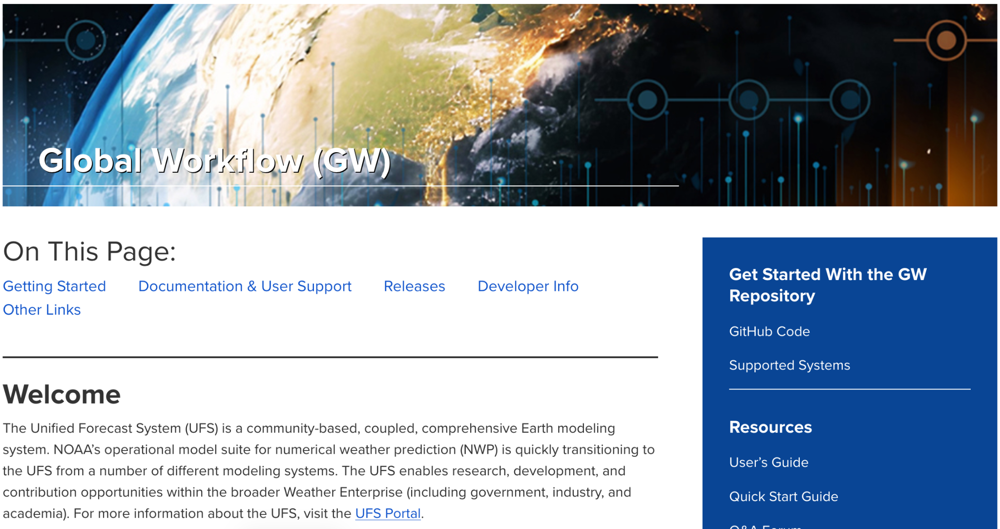 Global Workflow (GW)
On This Page:
Getting Started Documentation & User Support Releases Developer Info
Other Links
Welcome
The Unified Forecast System (UFS) is a community-based, coupled, comprehensive Earth modeling
system. NOAA’s operational model suite for numerical weather prediction (NWP) is quickly transitioning to
the UFS from a number of different modeling systems. The UFS enables research, development, and
contribution opportunities within the broader Weather Enterprise (including government, industry, and
academia). For more information about the UFS, visit the UFS Portal.
Get Started With the GW
Repository
GitHub Code
Supported Systems
Resources
User’s Guide
Quick Start Guide
Q&A Forum